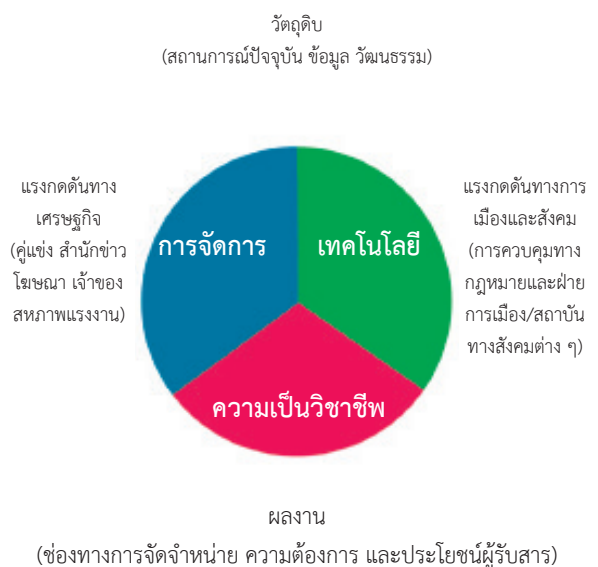 วัตถุดิบ
(สถานการณ์ปัจจุบัน ข้อมูล วัฒนธรรม)
แรงกดดันทาง
เศรษฐกิจ
(คู่แข่ง สำนักข่าว
โฆษณา เจ้าของ
สหภาพแรงงาน)
การจัดการ
เทคโนโลยี
แรงกดดันทางการ
เมืองและสังคม
(การควบคุมทาง
กฎหมายและฝ่าย
การเมือง/สถาบัน
ทางสังคมต่าง ๆ)
ความเป็นวิชาชีพ
ผลงาน
(ช่องทางการจัดจำหน่าย ความต้องการ และประโยชน์ผู้รับสาร)